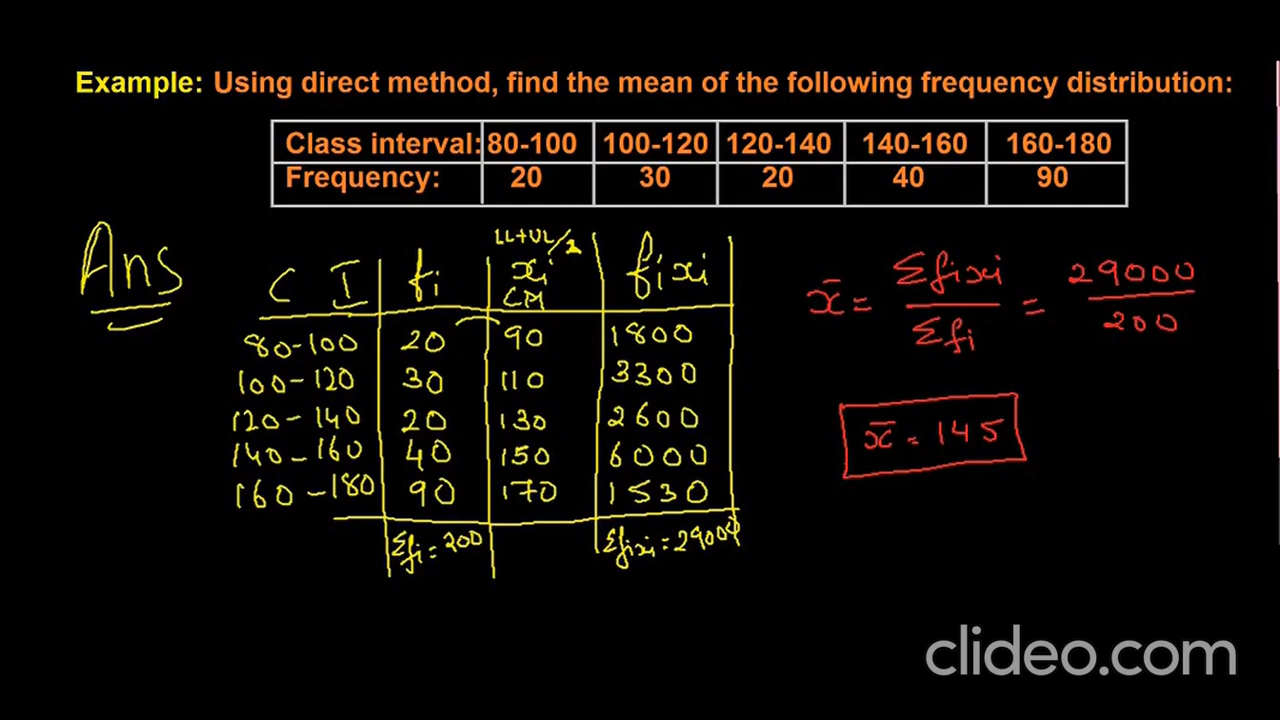 Example: Using direct method, find the mean of the following frequency distribution:
Class interval: 80-100 100-120 120-140 140-160 160-180
Frequency: 20 30 20 40 90
Ans
LL+UL/2
C I fi xi fixi
CM
80-100 20 90 1800
100-120 30 110 3300
120-140 20 130 2600
140-160 40 150 6000
160-180 90 170 1530
Σfi = 200 Σfixi = 29000
x̄ = Σfixi / Σfi = 29000 / 200
x̄ = 145
clideo.com